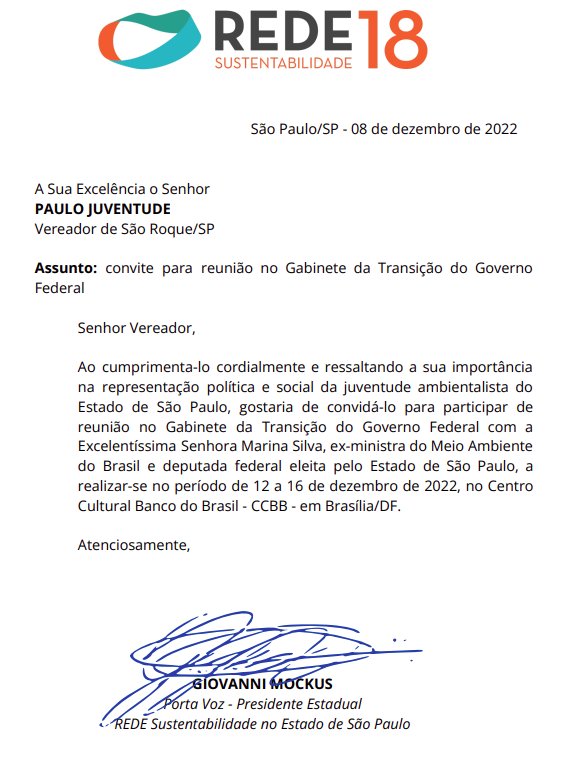 REDE18
SUSTENTABILIDADE
São Paulo/SP - 08 de dezembro de 2022
A Sua Excelência o Senhor
PAULO JUVENTUDE
Vereador de São Roque/SP
Assunto: convite para reunião no Gabinete da Transição do Governo
Federal
Senhor Vereador,
Ao cumprimenta-lo cordialmente e ressaltando a sua importância
na representação política e social da juventude ambientalista do
Estado de São Paulo, gostaria de convidá-lo para participar de
reunião no Gabinete da Transição do Governo Federal com a
Excelentíssima Senhora Marina Silva, ex-ministra do Meio Ambiente
do Brasil e deputada federal eleita pelo Estado de São Paulo, a
realizar-se no período de 12 a 16 de dezembro de 2022, no Centro
Cultural Banco do Brasil - CCBB - em Brasília/DF.
Atenciosamente,
GIOVANNI MOCKUS
Porta Voz - Presidente Estadual
REDE Sustentabilidade no Estado de São Paulo